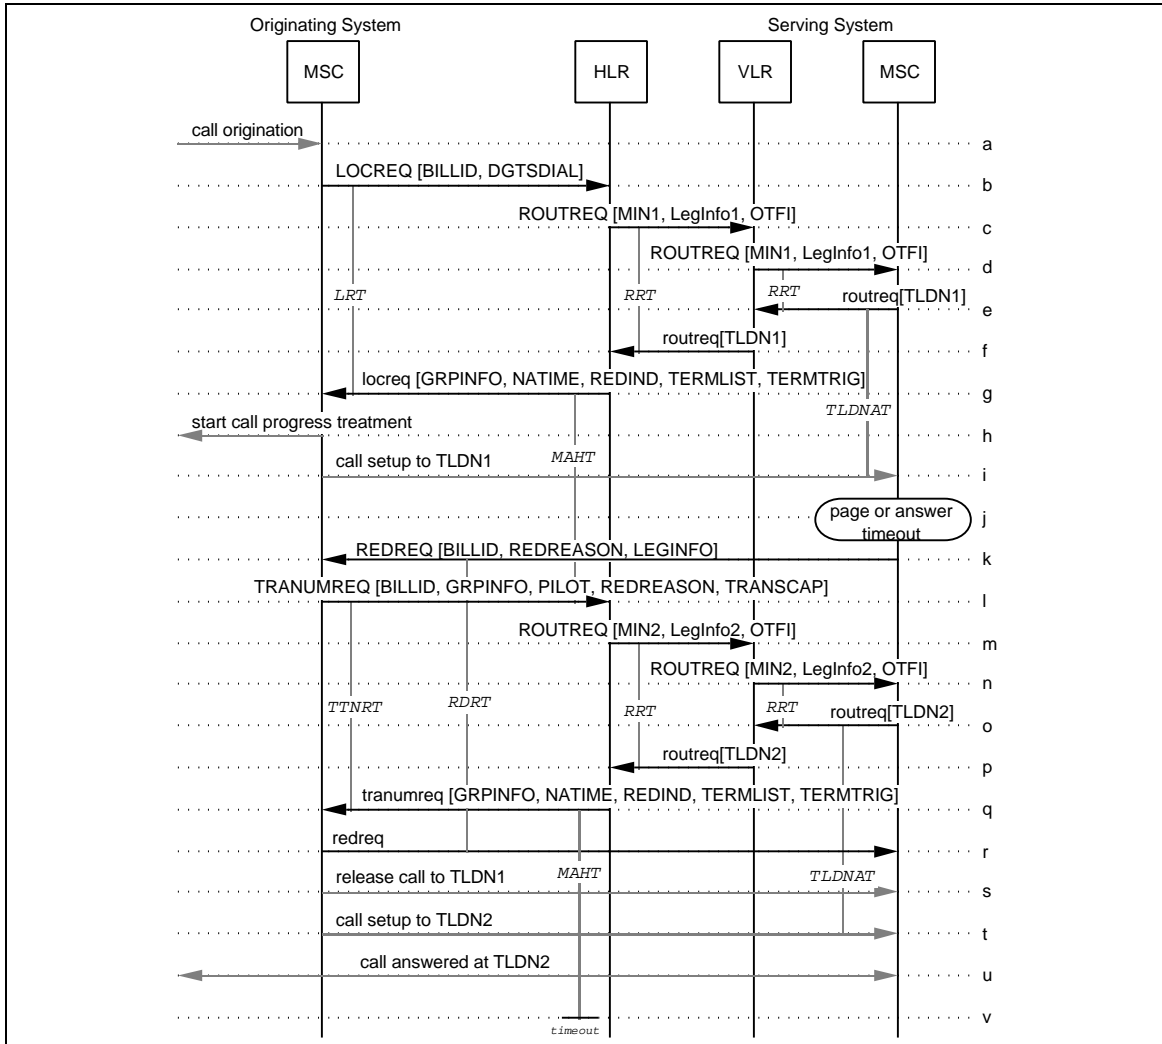 Originating System
Serving System
MSC
HLR
VLR
MSC
call origination
a
LOCREQ [BILLID, DGTSDIAL]
b
ROUTREQ [MIN1, LegInfo1, OTFI]
c
ROUTREQ [MIN1, LegInfo1, OTFI]
d
LRT
RRT
RRT
routreq[TLDN1]
e
routreq[TLDN1]
f
locreq [GRPINFO, NATIME, REDIND, TERMLIST, TERMTRIG]
g
TLDNAT
start call progress treatment
h
MAHT
call setup to TLDN1
i
page or answer
timeout
j
REDREQ [BILLID, REDREASON, LEGINFO]
k
TRANUMREQ [BILLID, GRPINFO, PILOT, REDREASON, TRANSCAP]
l
ROUTREQ [MIN2, LegInfo2, OTFI]
m
ROUTREQ [MIN2, LegInfo2, OTFI]
n
TTNRT
RDRT
RRT
RRT
routreq[TLDN2]
o
routreq[TLDN2]
p
tranumreq [GRPINFO, NATIME, REDIND, TERMLIST, TERMTRIG]
q
redreq
r
MAHT
TLDNAT
release call to TLDN1
s
call setup to TLDN2
t
call answered at TLDN2
u
v
timeout